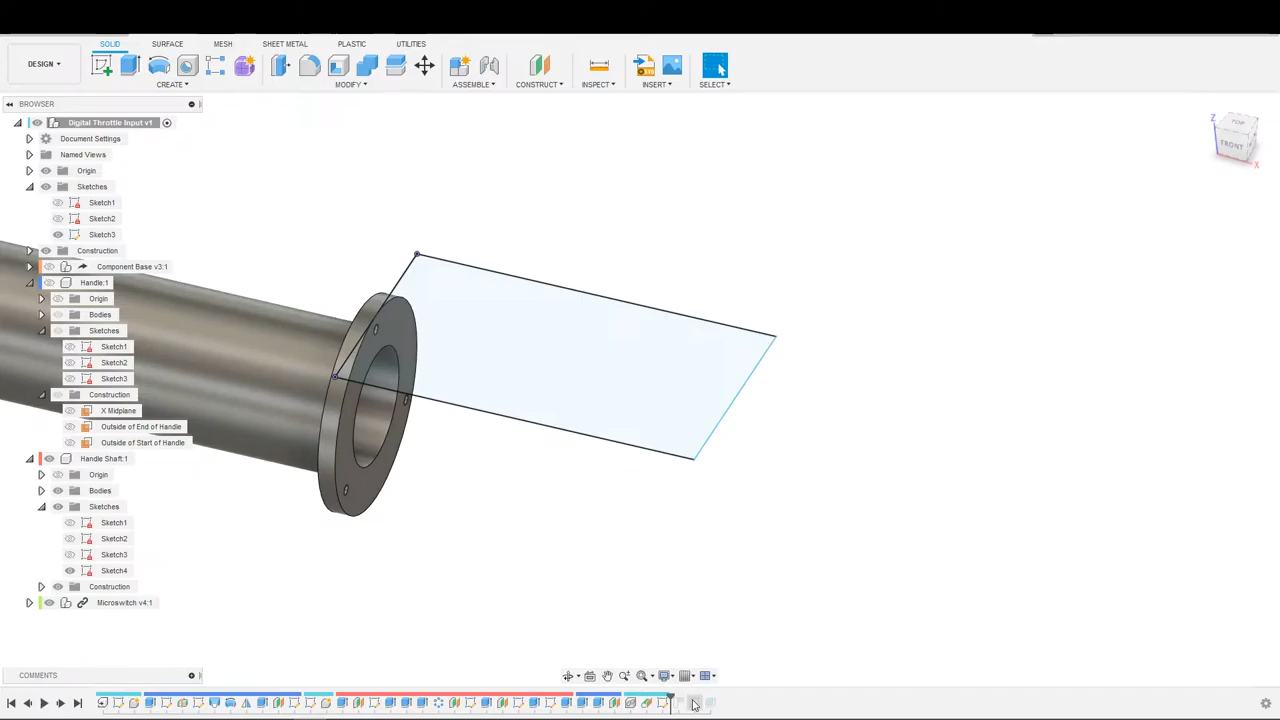 SOLID SURFACE MESH SHEET METAL PLASTIC UTILITIES
DESIGN
CREATE MODIFY ASSEMBLE CONSTRUCT INSPECT INSERT SELECT
BROWSER
Digital Throttle Input v1
Document Settings
Named Views
Origin
Sketches
Sketch1
Sketch2
Sketch3
Construction
Component Base v3:1
Handle:1
Origin
Bodies
Sketches
Sketch1
Sketch2
Sketch3
Construction
X Midplane
Outside of End of Handle
Outside of Start of Handle
Handle Shaft:1
Origin
Bodies
Sketches
Sketch1
Sketch2
Sketch3
Sketch4
Construction
Microswitch v4:1
COMMENTS
Z
TOP
FRONT
X